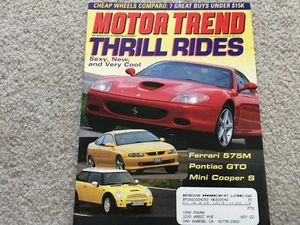 CHEAP WHEELS COMPARO: 7 GREAT BUYS UNDER $15K
MOTOR TREND
THRILL RIDES
Sexy, New,
and Very Cool
Ferrari 575M
Pontiac GTO
Mini Cooper S